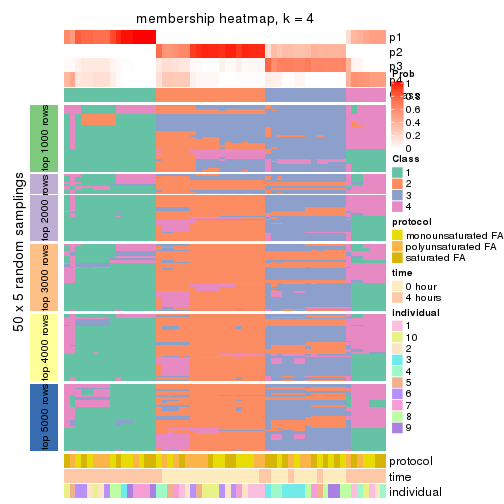 membership heatmap, k = 4
p1
p2
p3
p4
Prob
1
0.8
0.6
0.4
0.2
0
Class
1
2
3
4
protocol
monounsaturated FA
polyunsaturated FA
saturated FA
time
0 hour
4 hours
individual
1
10
2
3
4
5
6
7
8
9
50 x 5 random samplings
top 1000 rows
top 2000 rows
top 3000 rows
top 4000 rows
top 5000 rows
protocol
time
individual